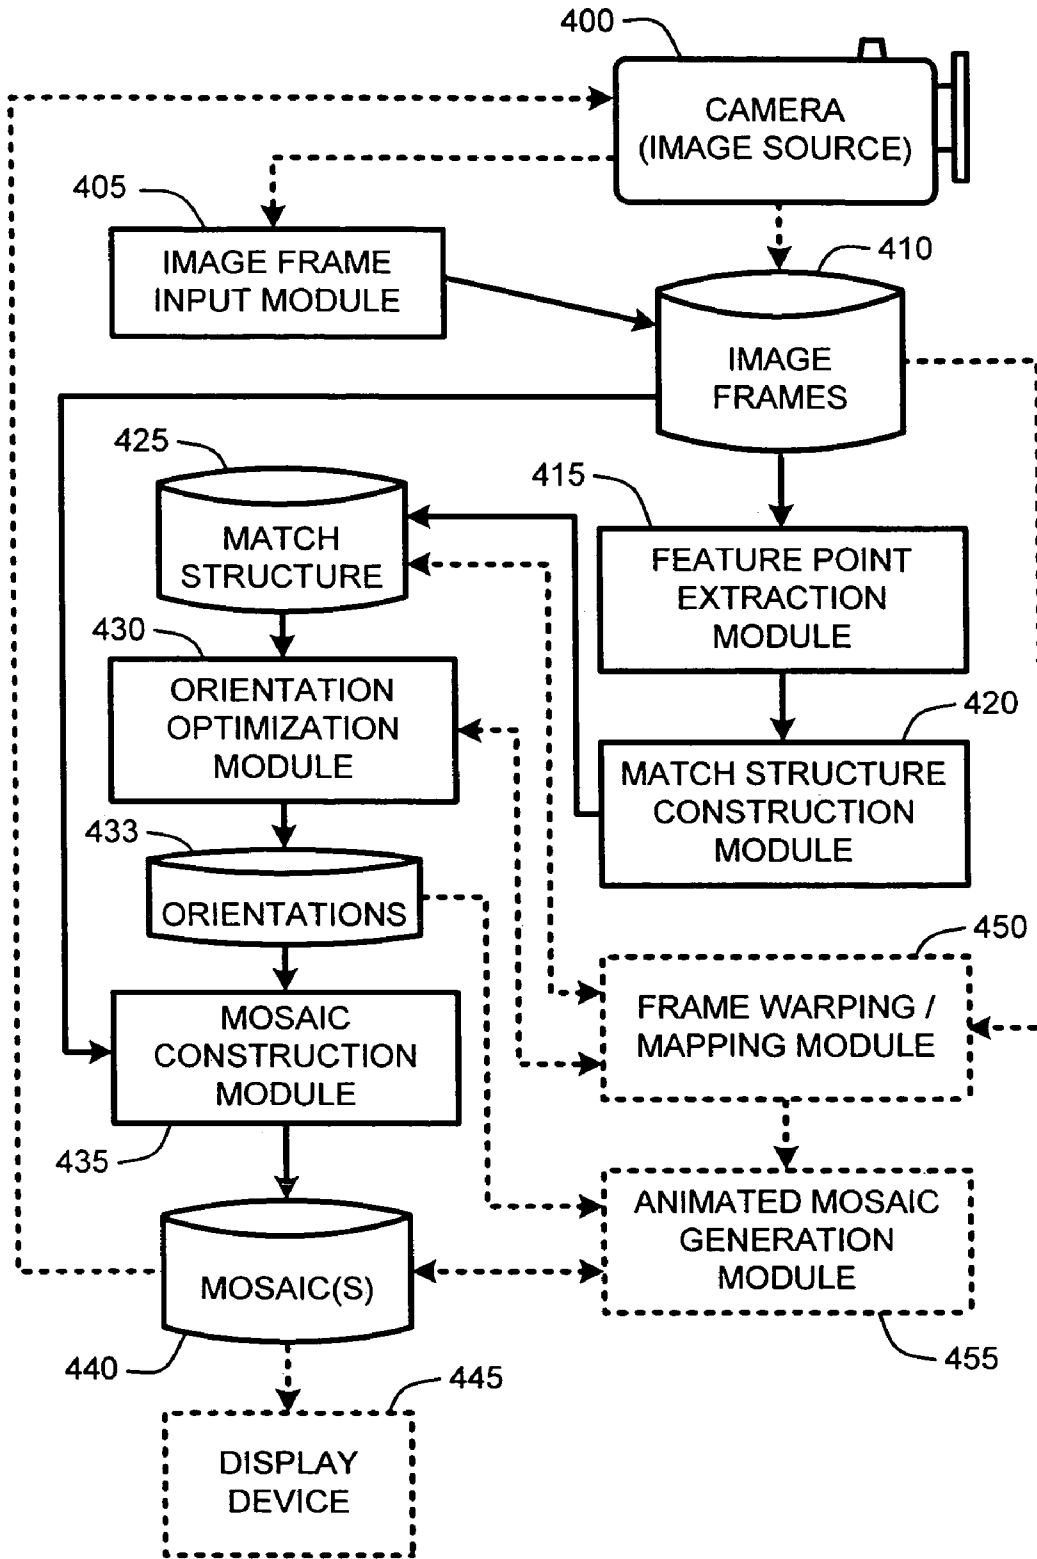 400
CAMERA
(IMAGE SOURCE)
405
IMAGE FRAME
INPUT MODULE
410
IMAGE
FRAMES
425
MATCH
STRUCTURE
415
FEATURE POINT
EXTRACTION
MODULE
430
ORIENTATION
OPTIMIZATION
MODULE
420
MATCH STRUCTURE
CONSTRUCTION
MODULE
433
ORIENTATIONS
450
FRAME WARPING /
MAPPING MODULE
MOSAIC
CONSTRUCTION
MODULE
435
ANIMATED MOSAIC
GENERATION
MODULE
455
MOSAIC(S)
440
445
DISPLAY
DEVICE